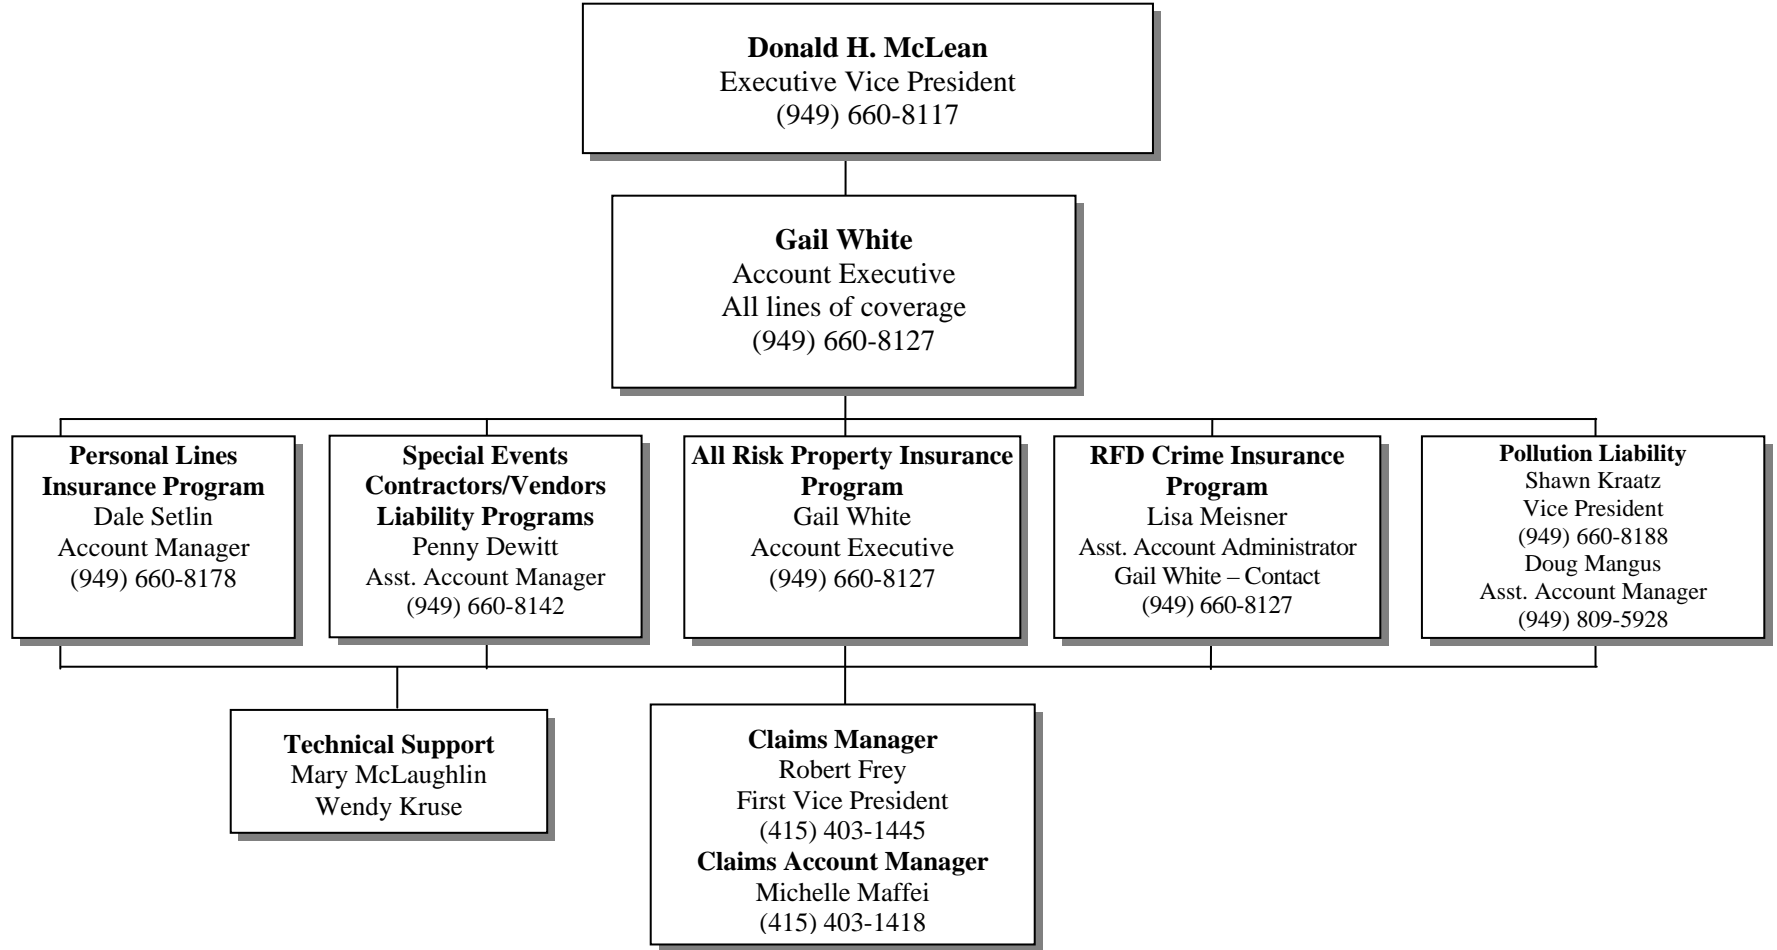 Donald H. McLean
Executive Vice President
(949) 660-8117
Gail White
Account Executive
All lines of coverage
(949) 660-8127
Personal Lines
Insurance Program
Dale Setlin
Account Manager
(949) 660-8178
Special Events
Contractors/Vendors
Liability Programs
Penny Dewitt
Asst. Account Manager
(949) 660-8142
All Risk Property Insurance
Program
Gail White
Account Executive
(949) 660-8127
RFD Crime Insurance
Program
Lisa Meisner
Asst. Account Administrator
Gail White – Contact
(949) 660-8127
Pollution Liability
Shawn Kraatz
Vice President
(949) 660-8188
Doug Mangus
Asst. Account Manager
(949) 809-5928
Technical Support
Mary McLaughlin
Wendy Kruse
Claims Manager
Robert Frey
First Vice President
(415) 403-1445
Claims Account Manager
Michelle Maffei
(415) 403-1418